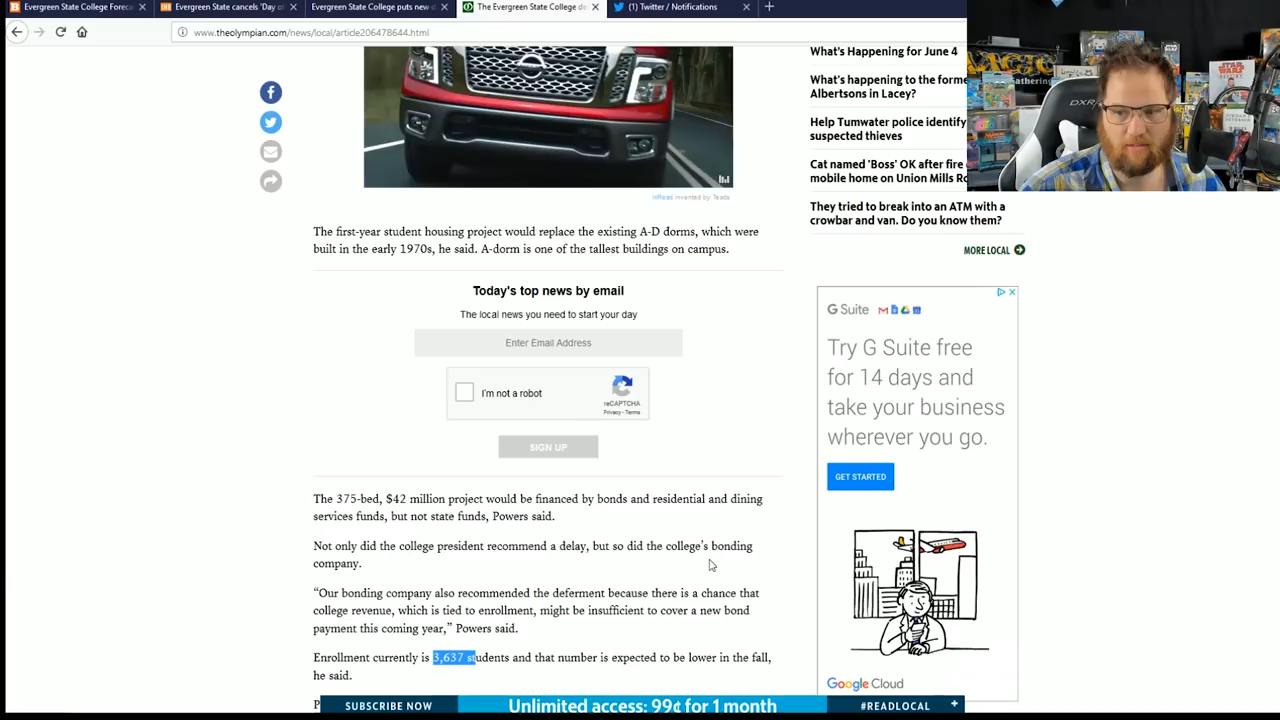 Evergreen State College Foreca
Evergreen State cancels 'Day of
Evergreen State College puts new d
The Evergreen State College de
(1) Twitter / Notifications
www.theolympian.com/news/local/article206478644.html
What's Happening for June 4
What's happening to the forme
Albertsons in Lacey?
Help Tumwater police identify
suspected thieves
Cat named 'Boss' OK after fire
mobile home on Union Mills Ro
They tried to break into an ATM with a
crowbar and van. Do you know them?
MORE LOCAL
inRead invented by Teads
The first-year student housing project would replace the existing A-D dorms, which were
built in the early 1970s, he said. A-dorm is one of the tallest buildings on campus.
Today's top news by email
The local news you need to start your day
Enter Email Address
I'm not a robot
reCAPTCHA
Privacy - Terms
SIGN UP
The 375-bed, $42 million project would be financed by bonds and residential and dining
services funds, but not state funds, Powers said.
Not only did the college president recommend a delay, but so did the college's bonding
company.
“Our bonding company also recommended the deferment because there is a chance that
college revenue, which is tied to enrollment, might be insufficient to cover a new bond
payment this coming year,” Powers said.
Enrollment currently is 3,637 students and that number is expected to be lower in the fall,
he said.
P
G Suite
Try G Suite free
for 14 days and
take your business
wherever you go.
GET STARTED
Google Cloud
SUBSCRIBE NOW
Unlimited access: 99¢ for 1 month
#READLOCAL
DXR
STAR
WARS